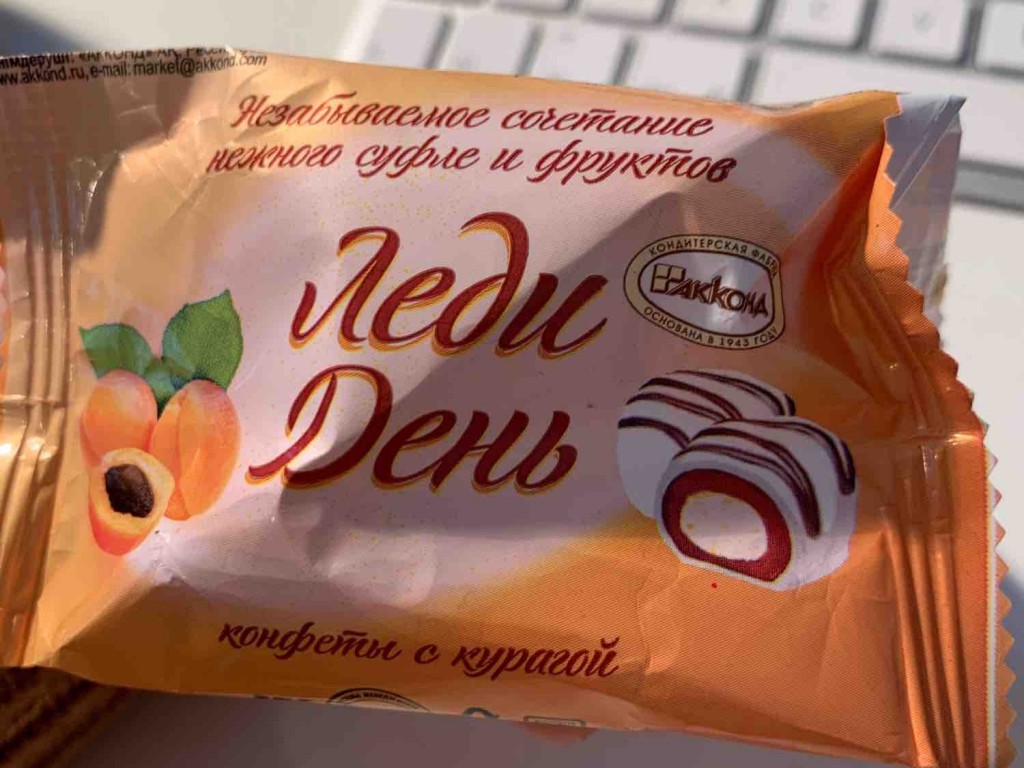 www.akkond.ru, e-mail: market@akkond.com
Незабываемое сочетание
нежного суфле и фруктов
Леди
День
КОНДИТЕРСКАЯ
АККОНД
ОСНОВАНА В 1943 ГОДУ
конфеты с курагой